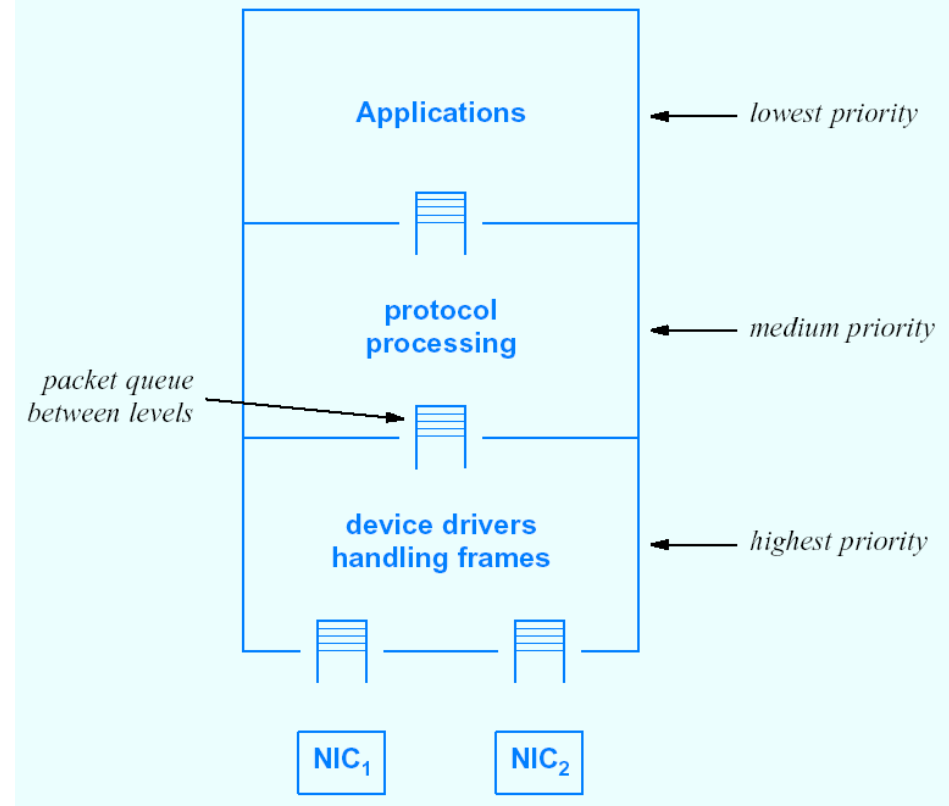 Applications
lowest priority
protocol
processing
medium priority
packet queue
between levels
device drivers
handling frames
highest priority
NIC₁
NIC₂